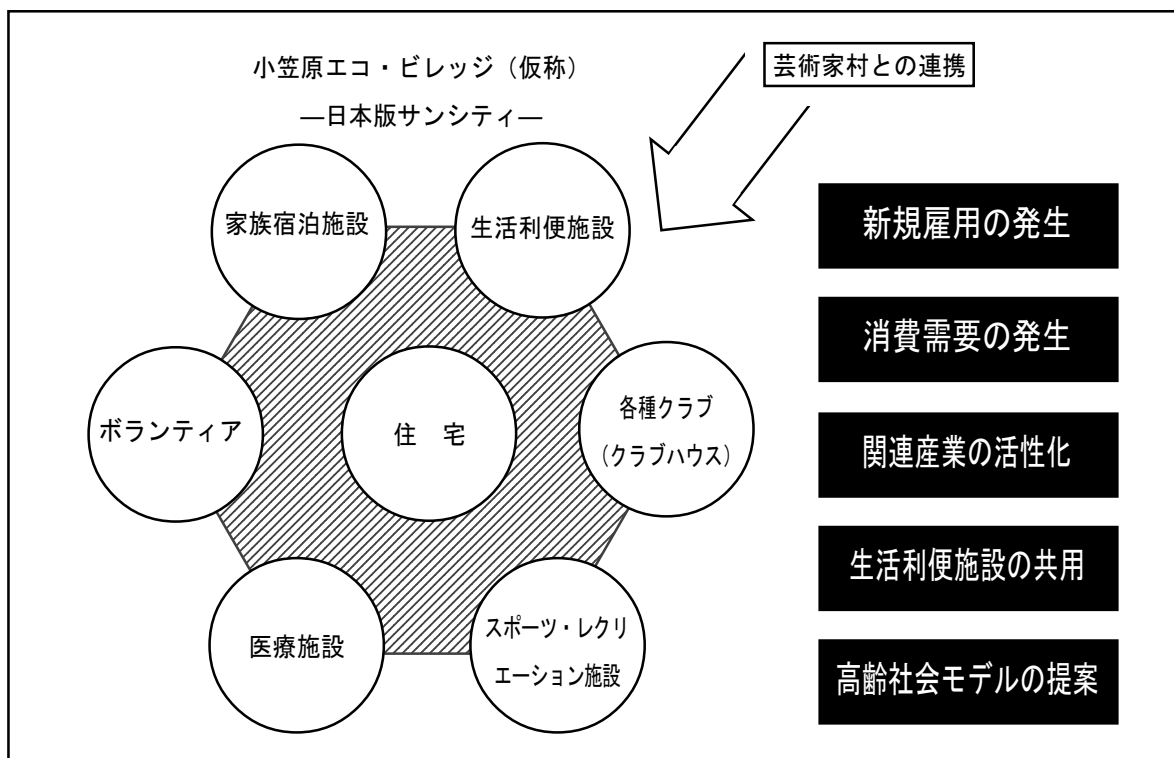 小笠原エコ・ビレッジ（仮称）
―日本版サンシティ―
芸術家村との連携
家族宿泊施設
生活利便施設
ボランティア
住　宅
各種クラブ
（クラブハウス）
医療施設
スポーツ・レクリ
エーション施設
新規雇用の発生
消費需要の発生
関連産業の活性化
生活利便施設の共用
高齢社会モデルの提案